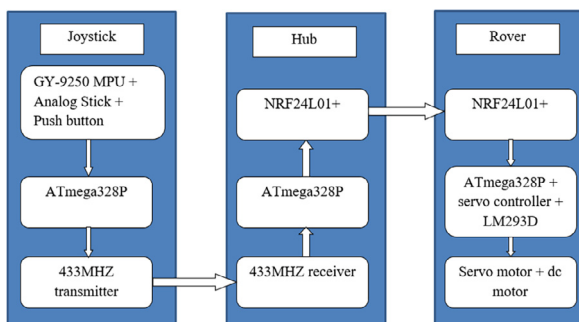 Joystick
GY-9250 MPU +
Analog Stick +
Push button
ATmega328P
433MHZ
transmitter
Hub
NRF24L01+
ATmega328P
433MHZ receiver
Rover
NRF24L01+
ATmega328P +
servo controller +
LM293D
Servo motor + dc
motor